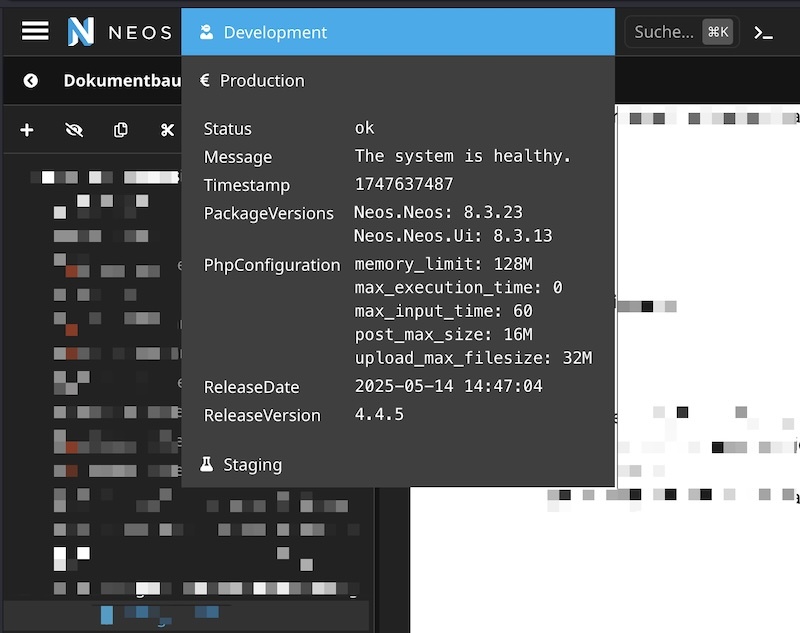 NEOS
Development
Suche... ⌘K
Dokumentbau
€ Production
Status ok
Message The system is healthy.
Timestamp 1747637487
PackageVersions Neos.Neos: 8.3.23
Neos.Neos.Ui: 8.3.13
PhpConfiguration memory_limit: 128M
max_execution_time: 0
max_input_time: 60
post_max_size: 16M
upload_max_filesize: 32M
ReleaseDate 2025-05-14 14:47:04
ReleaseVersion 4.4.5
Staging